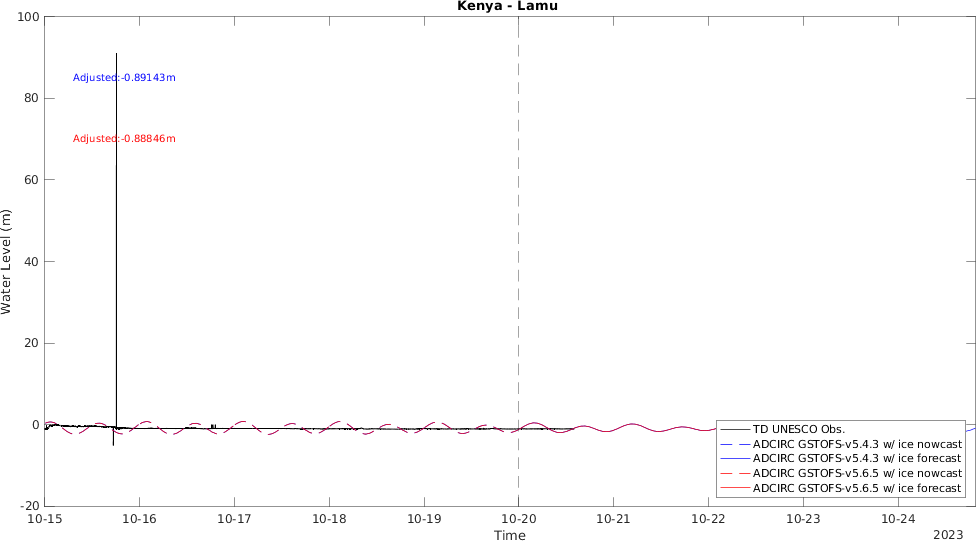 Kenya - Lamu
100
80
60
40
20
0
-20
Water Level (m)
Adjusted:-0.89143m
Adjusted:-0.88846m
TD UNESCO Obs.
ADCIRC GSTOFS-v5.4.3 w/ ice nowcast
ADCIRC GSTOFS-v5.4.3 w/ ice forecast
ADCIRC GSTOFS-v5.6.5 w/ ice nowcast
ADCIRC GSTOFS-v5.6.5 w/ ice forecast
10-15 10-16 10-17 10-18 10-19 10-20 10-21 10-22 10-23 10-24
Time
2023